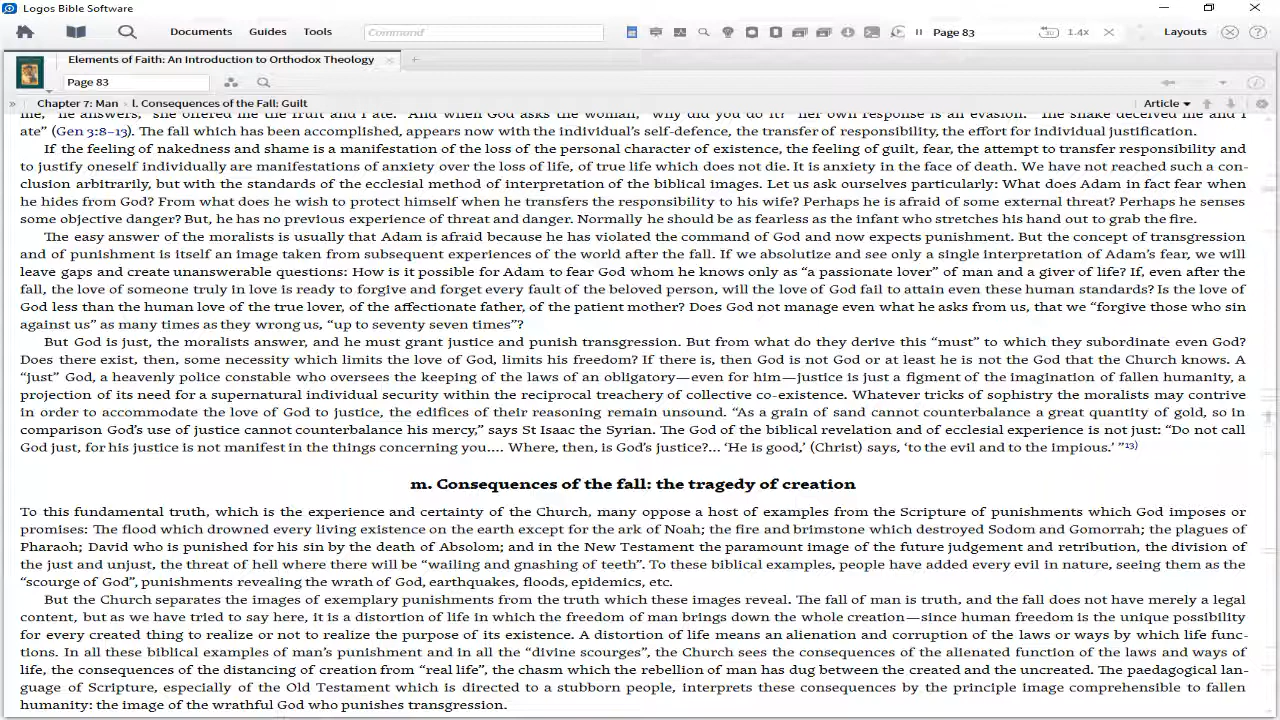 Logos Bible Software
Documents Guides Tools Command Page 83 1.4x Layouts
Elements of Faith: An Introduction to Orthodox Theology
Page 83
Chapter 7: Man › l. Consequences of the Fall: Guilt Article
me,” he answers, “she offered me the fruit and I ate.” And when God asks the woman, “why did you do it?” her own response is an evasion: “The snake deceived me and I
ate” (Gen 3:8–13). The fall which has been accomplished, appears now with the individual’s self-defence, the transfer of responsibility, the effort for individual justification.
If the feeling of nakedness and shame is a manifestation of the loss of the personal character of existence, the feeling of guilt, fear, the attempt to transfer responsibility and
to justify oneself individually are manifestations of anxiety over the loss of life, of true life which does not die. It is anxiety in the face of death. We have not reached such a con-
clusion arbitrarily, but with the standards of the ecclesial method of interpretation of the biblical images. Let us ask ourselves particularly: What does Adam in fact fear when
he hides from God? From what does he wish to protect himself when he transfers the responsibility to his wife? Perhaps he is afraid of some external threat? Perhaps he senses
some objective danger? But, he has no previous experience of threat and danger. Normally he should be as fearless as the infant who stretches his hand out to grab the fire.
The easy answer of the moralists is usually that Adam is afraid because he has violated the command of God and now expects punishment. But the concept of transgression
and of punishment is itself an image taken from subsequent experiences of the world after the fall. If we absolutize and see only a single interpretation of Adam’s fear, we will
leave gaps and create unanswerable questions: How is it possible for Adam to fear God whom he knows only as “a passionate lover” of man and a giver of life? If, even after the
fall, the love of someone truly in love is ready to forgive and forget every fault of the beloved person, will the love of God fail to attain even these human standards? Is the love of
God less than the human love of the true lover, of the affectionate father, of the patient mother? Does God not manage even what he asks from us, that we “forgive those who sin
against us” as many times as they wrong us, “up to seventy seven times”?
But God is just, the moralists answer, and he must grant justice and punish transgression. But from what do they derive this “must” to which they subordinate even God?
Does there exist, then, some necessity which limits the love of God, limits his freedom? If there is, then God is not God or at least he is not the God that the Church knows. A
“just” God, a heavenly police constable who oversees the keeping of the laws of an obligatory—even for him—justice is just a figment of the imagination of fallen humanity, a
projection of its need for a supernatural individual security within the reciprocal treachery of collective co-existence. Whatever tricks of sophistry the moralists may contrive
in order to accommodate the love of God to justice, the edifices of their reasoning remain unsound. “As a grain of sand cannot counterbalance a great quantity of gold, so in
comparison God’s use of justice cannot counterbalance his mercy,” says St Isaac the Syrian. The God of the biblical revelation and of ecclesial experience is not just: “Do not call
God just, for his justice is not manifest in the things concerning you.… Where, then, is God’s justice?… ‘He is good,’ (Christ) says, ‘to the evil and to the impious.’ ”13)
m. Consequences of the fall: the tragedy of creation
To this fundamental truth, which is the experience and certainty of the Church, many oppose a host of examples from the Scripture of punishments which God imposes or
promises: The flood which drowned every living existence on the earth except for the ark of Noah; the fire and brimstone which destroyed Sodom and Gomorrah; the plagues of
Pharaoh; David who is punished for his sin by the death of Absolom; and in the New Testament the paramount image of the future judgement and retribution, the division of
the just and unjust, the threat of hell where there will be “wailing and gnashing of teeth”. To these biblical examples, people have added every evil in nature, seeing them as the
“scourge of God”, punishments revealing the wrath of God, earthquakes, floods, epidemics, etc.
But the Church separates the images of exemplary punishments from the truth which these images reveal. The fall of man is truth, and the fall does not have merely a legal
content, but as we have tried to say here, it is a distortion of life in which the freedom of man brings down the whole creation—since human freedom is the unique possibility
for every created thing to realize or not to realize the purpose of its existence. A distortion of life means an alienation and corruption of the laws or ways by which life func-
tions. In all these biblical examples of man’s punishment and in all the “divine scourges”, the Church sees the consequences of the alienated function of the laws and ways of
life, the consequences of the distancing of creation from “real life”, the chasm which the rebellion of man has dug between the created and the uncreated. The paedagogical lan-
guage of Scripture, especially of the Old Testament which is directed to a stubborn people, interprets these consequences by the principle image comprehensible to fallen
humanity: the image of the wrathful God who punishes transgression.